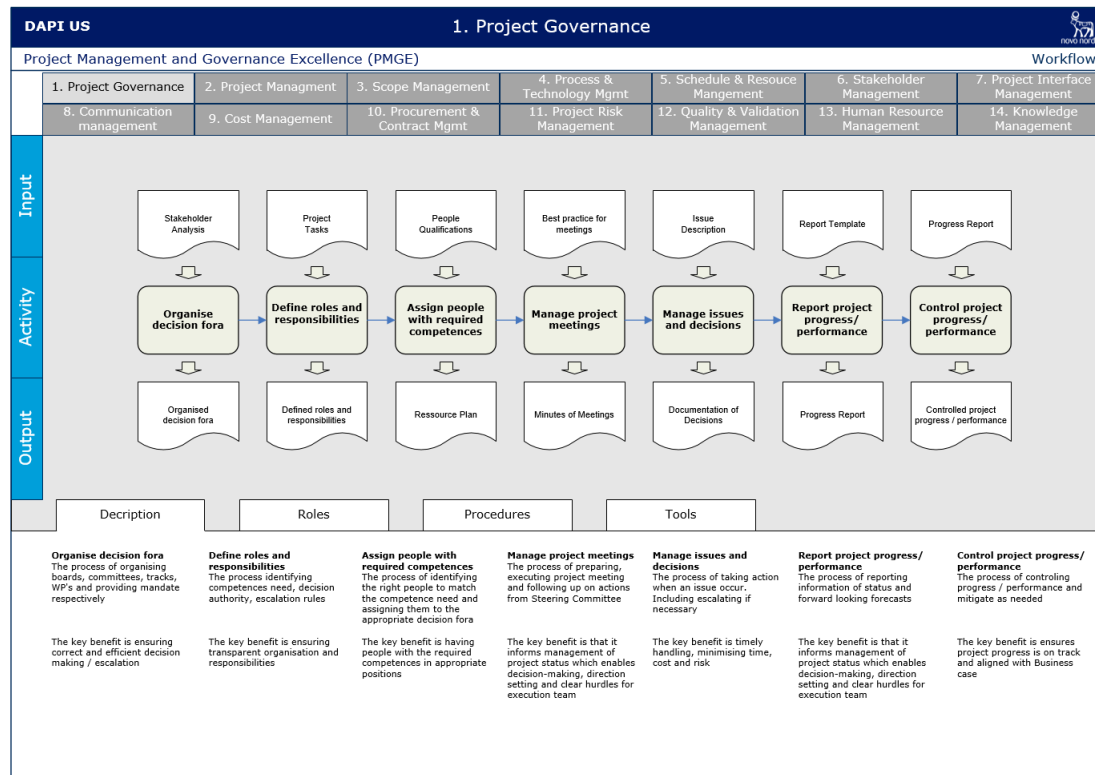 DAPI US
1. Project Governance
novo nord
Project Management and Governance Excellence (PMGE)
Workflow
1. Project Governance
2. Project Managment
3. Scope Management
4. Process &
Technology Mgmt
5. Schedule & Resouce
Mangement
6. Stakeholder
Management
7. Project Interface
Management
8. Communication
management
9. Cost Management
10. Procurement &
Contract Mgmt
11. Project Risk
Management
12. Quality & Validation
Management
13. Human Resource
Management
14. Knowledge
Management
Input
Stakeholder
Analysis
Project
Tasks
People
Qualifications
Best practice for
meetings
Issue
Description
Report Template
Progress Report
Activity
Organise
decision fora
Define roles and
responsibilities
Assign people
with required
competences
Manage project
meetings
Manage issues
and decisions
Report project
progress/
performance
Control project
progress/
performance
Output
Organised
decision fora
Defined roles and
responsibilities
Ressource Plan
Minutes of Meetings
Documentation of
Decisions
Progress Report
Controlled project
progress / performance
Decription
Roles
Procedures
Tools
Organise decision fora
The process of organising
boards, committees, tracks,
WP's and providing mandate
respectively
The key benefit is ensuring
correct and efficient decision
making / escalation
Define roles and
responsibilities
The process identifying
competences need, decision
authority, escalation rules
The key benefit is ensuring
transparent organisation and
responsibilities
Assign people with
required competences
The process of identifying
the right people to match
the competence need and
assigning them to the
appropriate decision fora
The key benefit is having
people with the required
competences in appropriate
positions
Manage project meetings
The process of preparing,
executing project meeting
and following up on actions
from Steering Committee
The key benefit is that it
informs management of
project status which enables
decision-making, direction
setting and clear hurdles for
execution team
Manage issues and
decisions
The process of taking action
when an issue occur.
Including escalating if
necessary
The key benefit is timely
handling, minimising time,
cost and risk
Report project progress/
performance
The process of reporting
information of status and
forward looking forecasts
The key benefit is that it
informs management of
project status which enables
decision-making, direction
setting and clear hurdles for
execution team
Control project progress/
performance
The process of controling
progress / performance and
mitigate as needed
The key benefit is ensures
project progress is on track
and aligned with Business
case